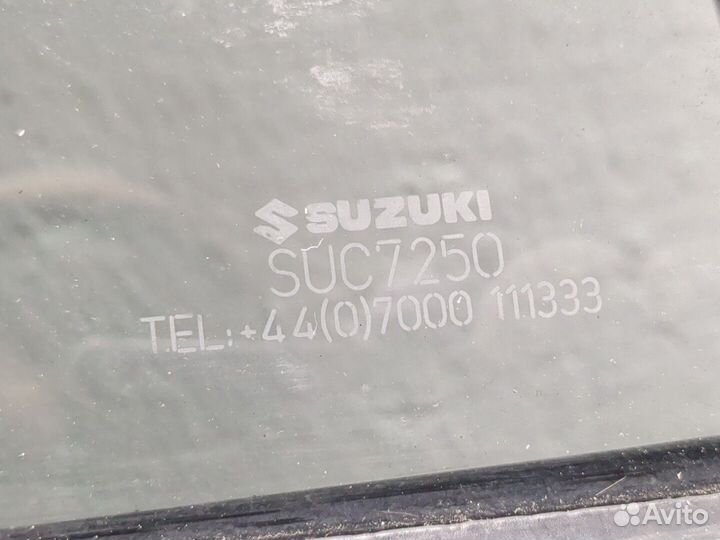 SUZUKI
SUC7250
TEL:+44(0)7000 111333
Avito